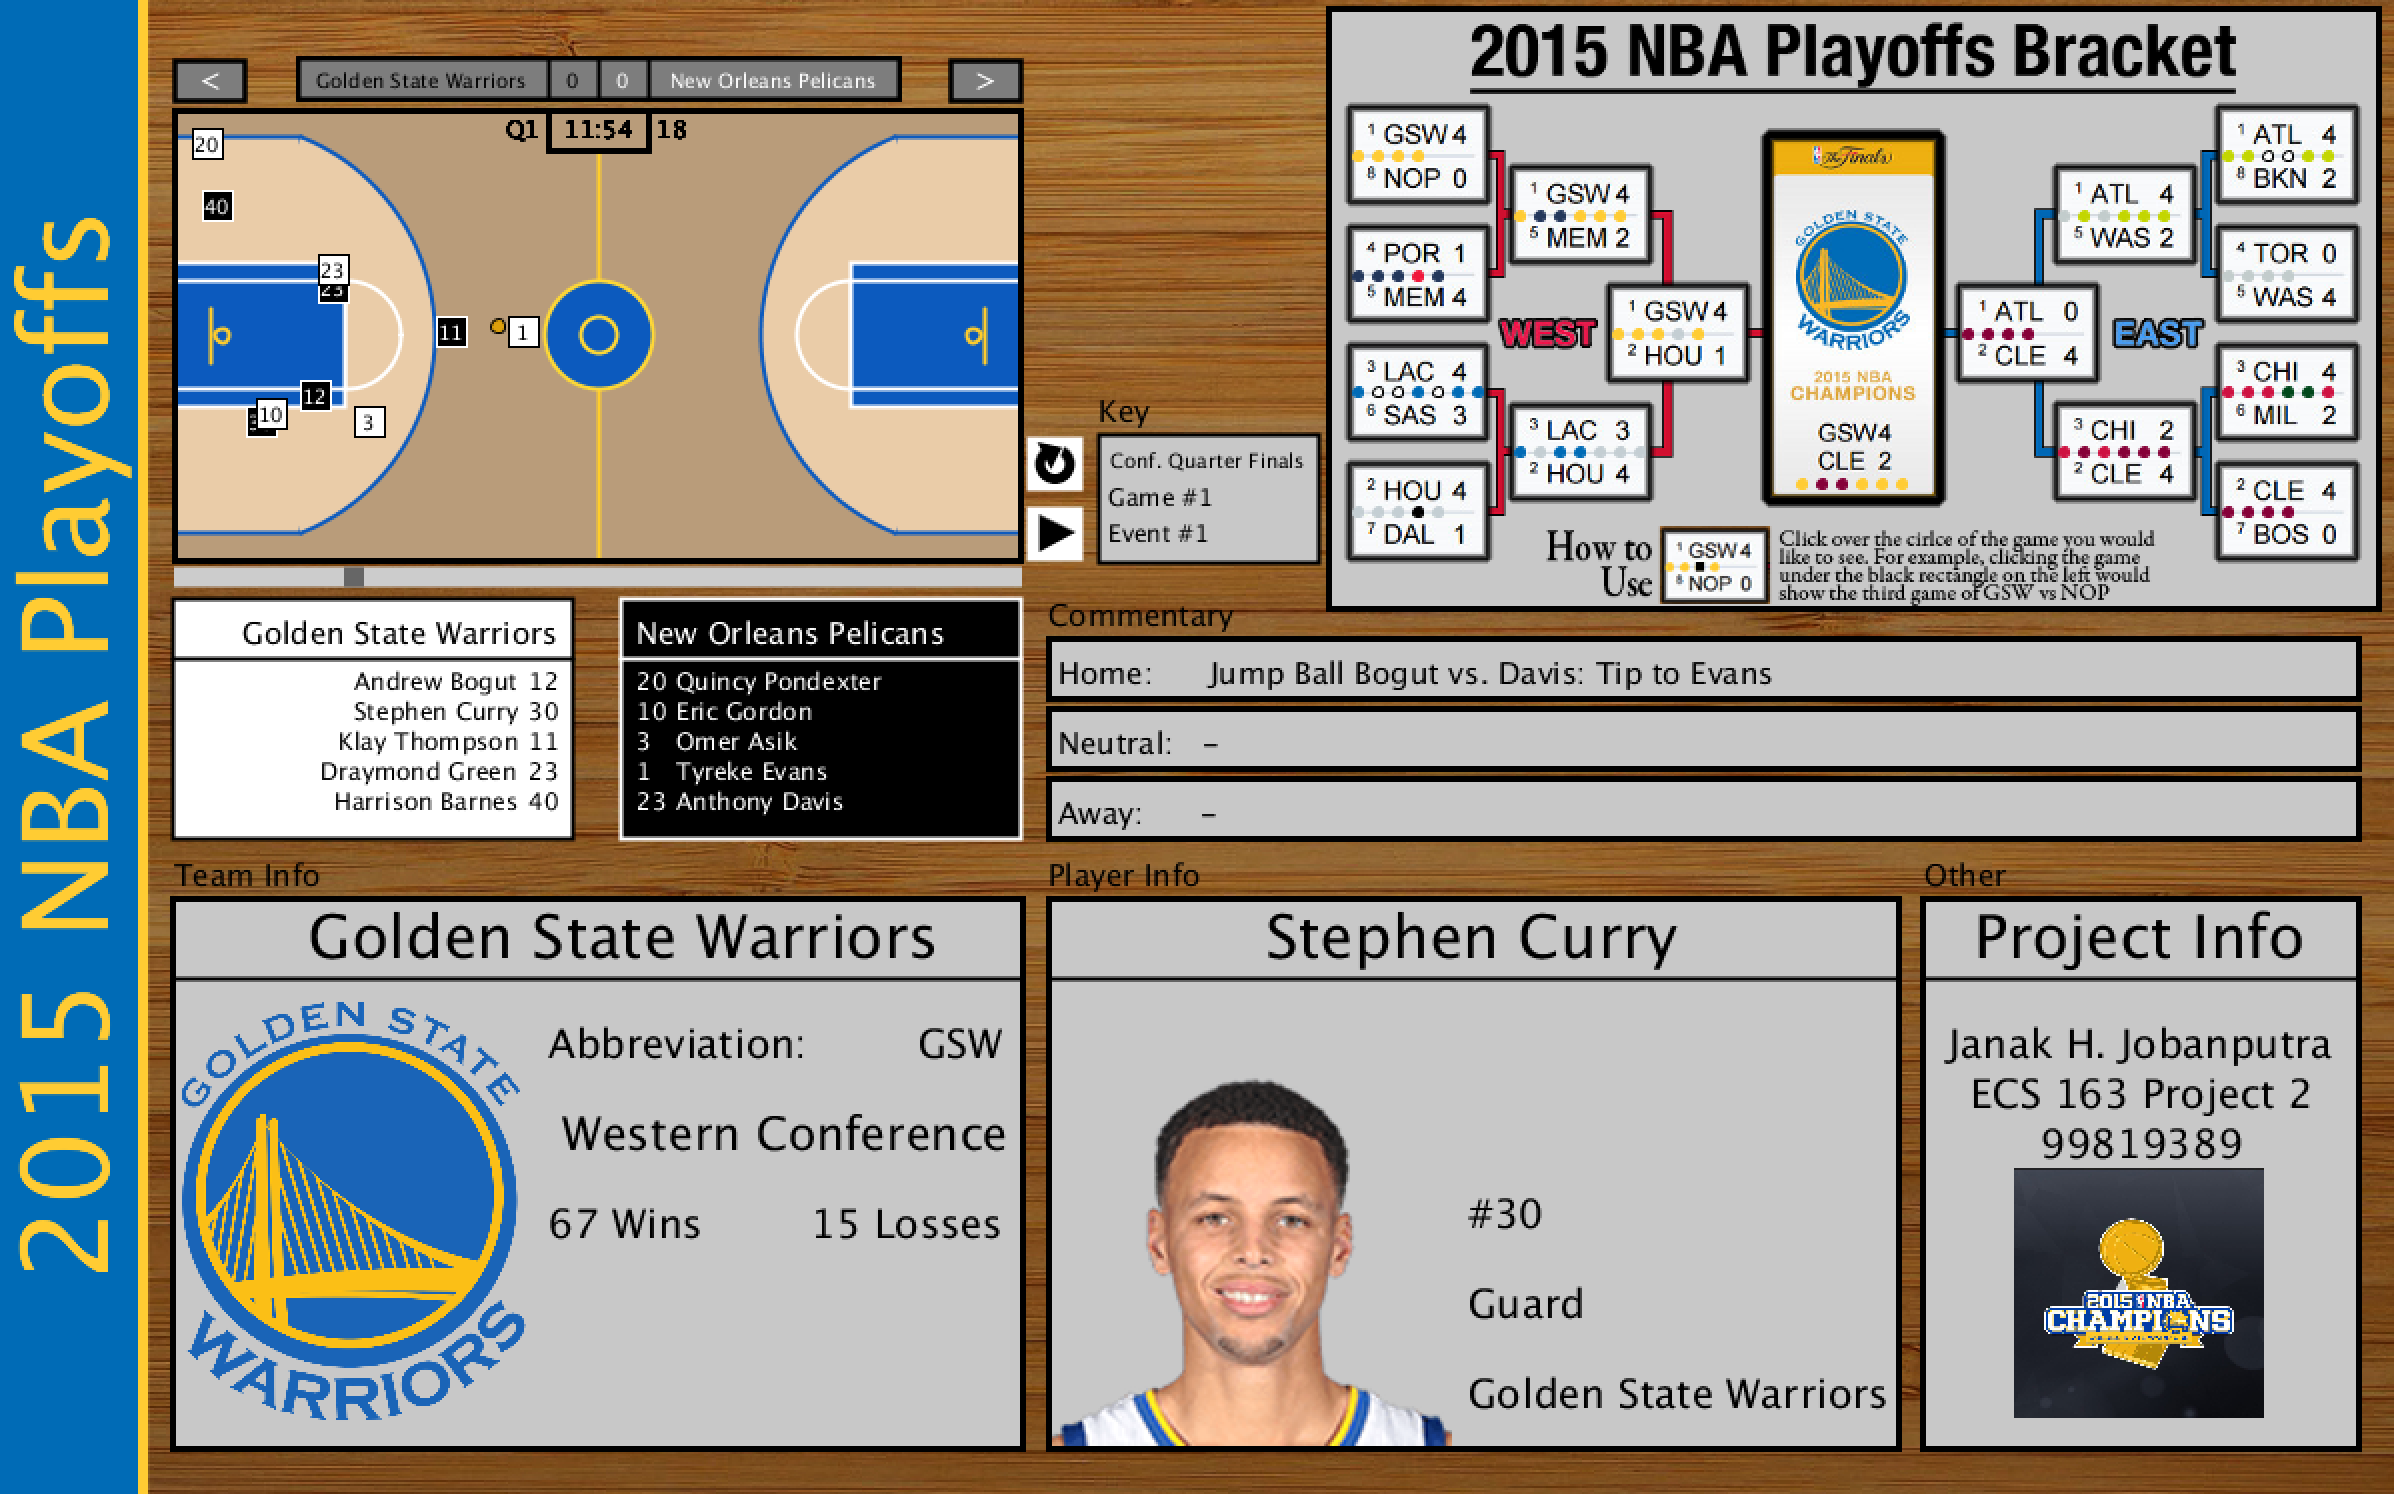 2015 NBA Playoffs
<
Golden State Warriors 0 0 New Orleans Pelicans
>
Q1 11:54 18
20
40
23
23
11
1
12
10
3
Key
Conf. Quarter Finals
Game #1
Event #1
2015 NBA Playoffs Bracket
1 GSW 4
8 NOP 0
4 POR 1
5 MEM 4
3 LAC 4
6 SAS 3
2 HOU 4
7 DAL 1
1 GSW 4
5 MEM 2
3 LAC 3
2 HOU 4
WEST
1 GSW 4
2 HOU 1
The Finals
GOLDEN STATE
WARRIORS
2015 NBA
CHAMPIONS
GSW4
CLE 2
1 ATL 0
2 CLE 4
EAST
1 ATL 4
5 WAS 2
3 CHI 2
2 CLE 4
1 ATL 4
8 BKN 2
4 TOR 0
5 WAS 4
3 CHI 4
6 MIL 2
2 CLE 4
7 BOS 0
How to
Use
1 GSW 4
8 NOP 0
Click over the cirlce of the game you would
like to see. For example, clicking the game
under the black rectangle on the left would
show the third game of GSW vs NOP
Golden State Warriors
Andrew Bogut 12
Stephen Curry 30
Klay Thompson 11
Draymond Green 23
Harrison Barnes 40
New Orleans Pelicans
20 Quincy Pondexter
10 Eric Gordon
3 Omer Asik
1 Tyreke Evans
23 Anthony Davis
Commentary
Home: Jump Ball Bogut vs. Davis: Tip to Evans
Neutral: -
Away: -
Team Info
Golden State Warriors
GOLDEN STATE
WARRIORS
Abbreviation: GSW
Western Conference
67 Wins 15 Losses
Player Info
Stephen Curry
#30
Guard
Golden State Warriors
Other
Project Info
Janak H. Jobanputra
ECS 163 Project 2
99819389
2015 NBA
CHAMPIONS